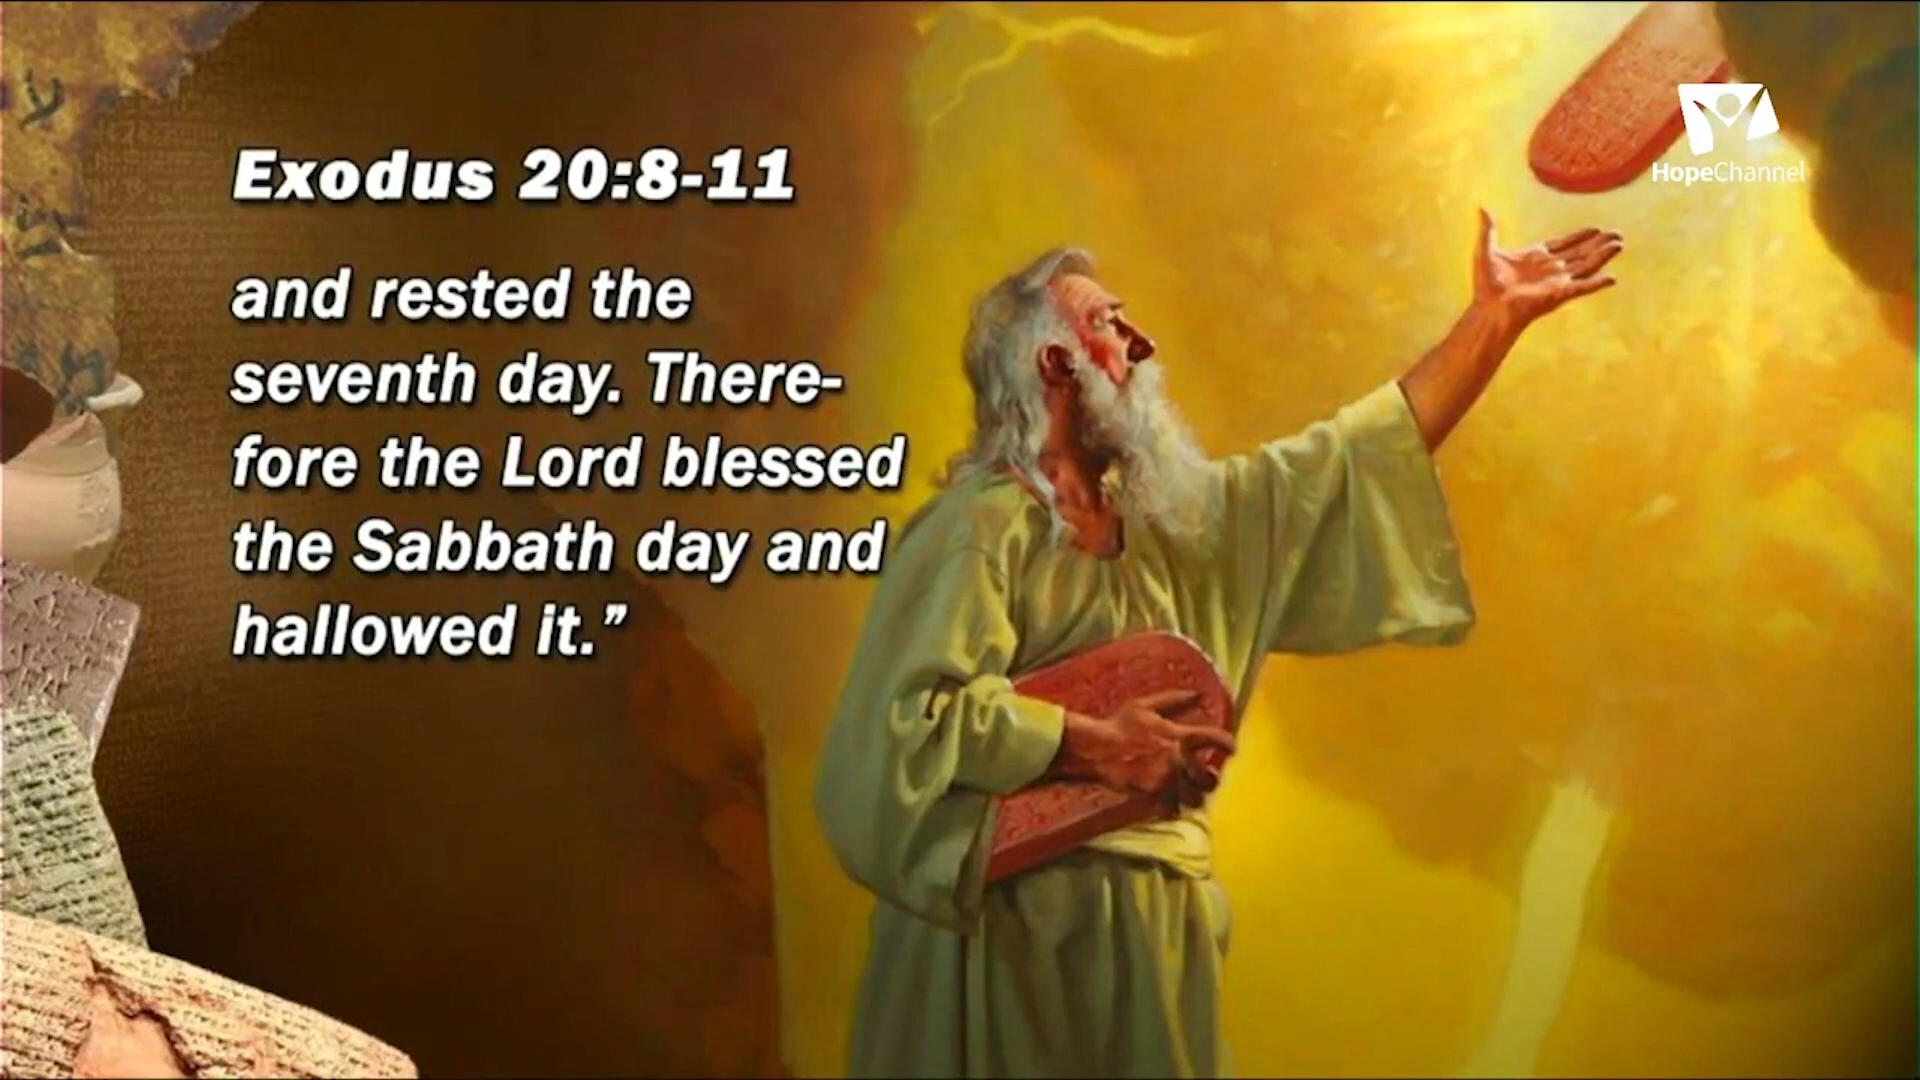 Exodus 20:8-11
and rested the
seventh day. There-
fore the Lord blessed
the Sabbath day and
hallowed it.”
HopeChannel